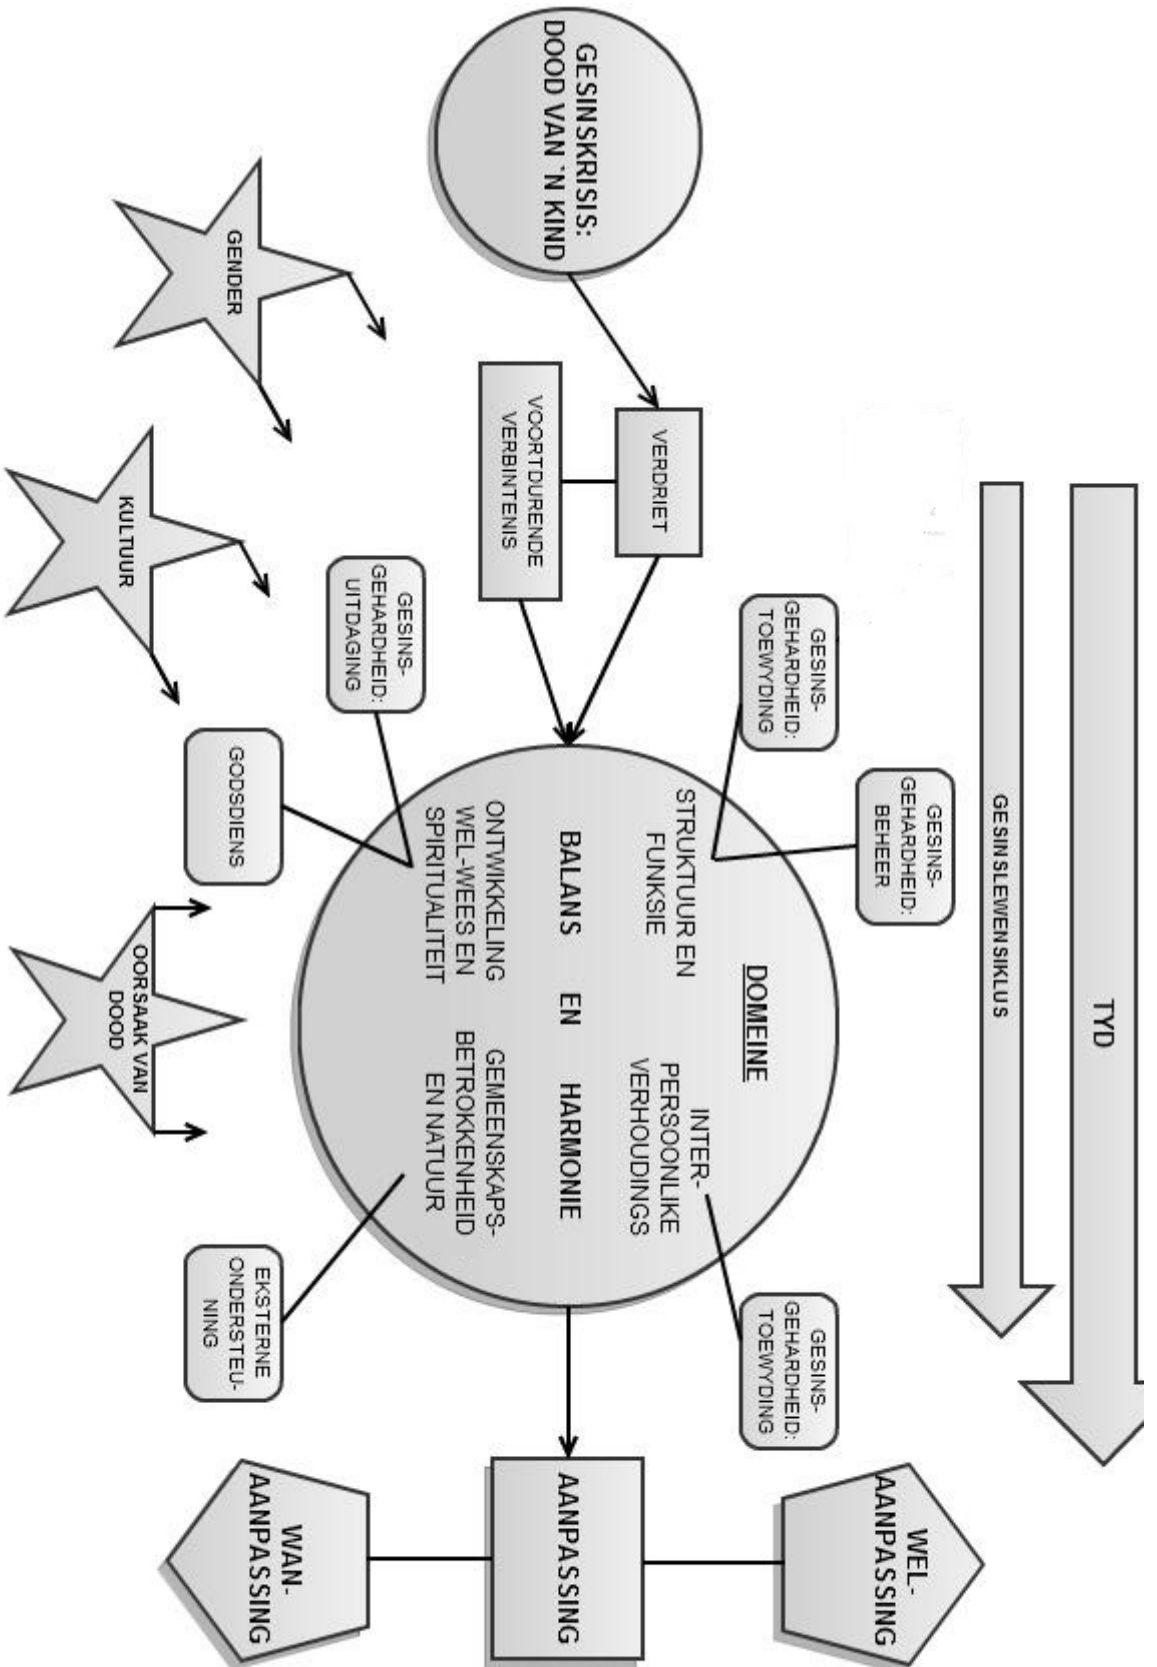 TYD
GESINSLEWENSIKLUS
GESINS-
GEHARDHEID:
BEHEER
GESINS-
GEHARDHEID:
TOEWYDING
GESINS-
GEHARDHEID:
TOEWYDING
WEL-
AANPASSING
GESINSKRISIS:
DOOD VAN `N KIND
VERDRIET
VOORTDURENDE
VERBINTENIS
DOMEINE
STRUKTUUR EN
FUNKSIE
INTER-
PERSOONLIKE
VERHOUDINGS
BALANS EN HARMONIE
ONTWIKKELING
WEL-WEES EN
SPIRITUALITEIT
GEMEENSKAPS-
BETROKKENHEID
EN NATUUR
AANPASSING
GESINS-
GEHARDHEID:
UITDAGING
GODSDIENS
EKSTERNE
ONDERSTEU-
NING
WAN-
AANPASSING
GENDER
KULTUUR
OORSAAK VAN
DOOD